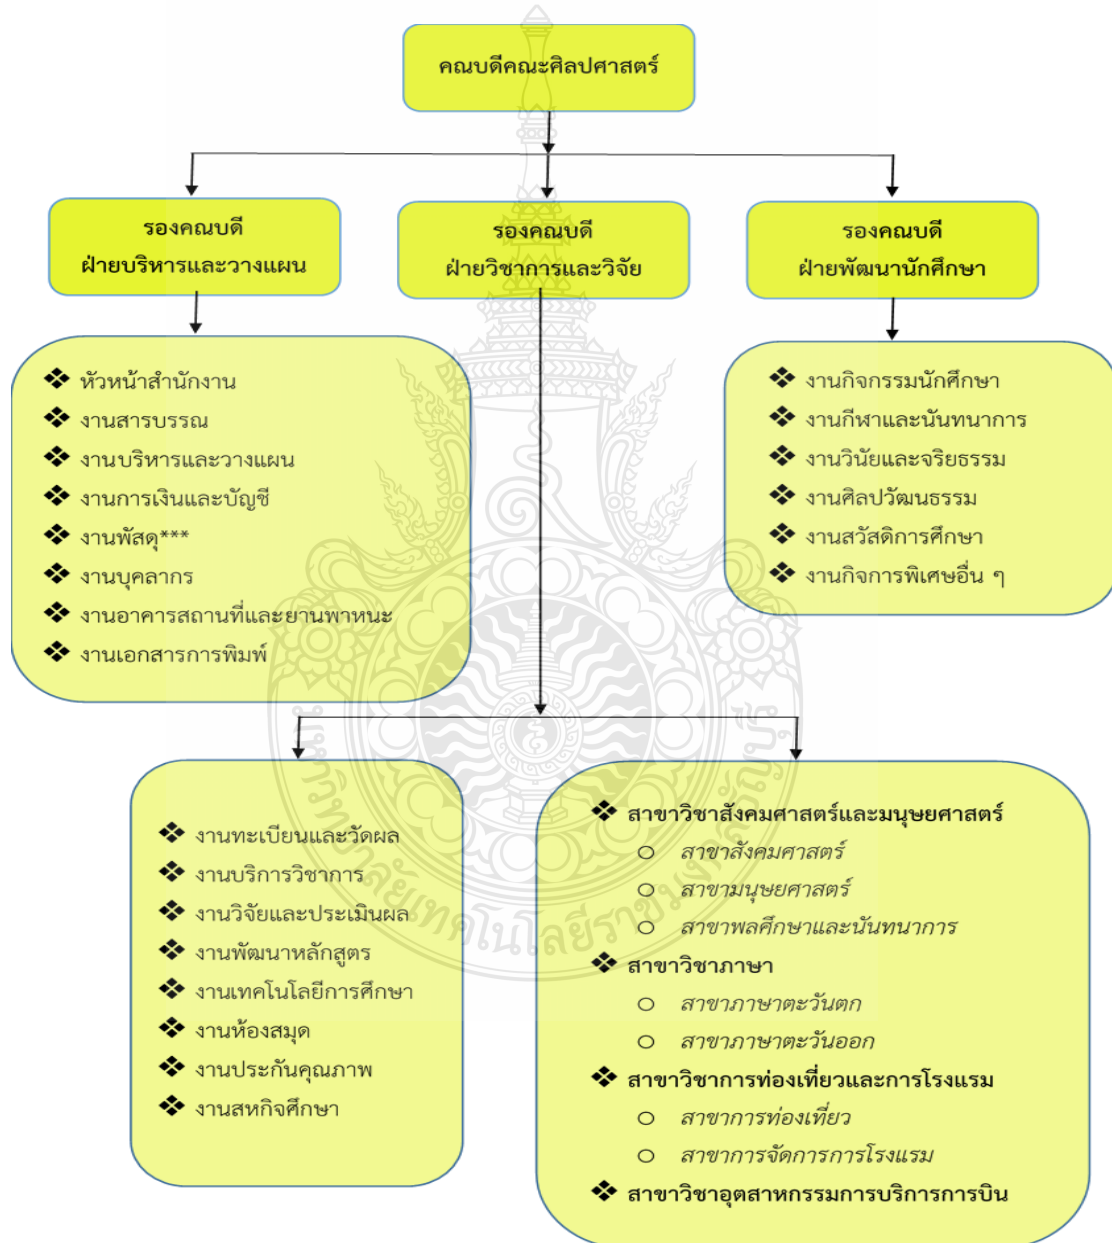 คณบดีคณะศิลปศาสตร์
รองคณบดี
ฝ่ายบริหารและวางแผน
รองคณบดี
ฝ่ายวิชาการและวิจัย
รองคณบดี
ฝ่ายพัฒนานักศึกษา
❖ หัวหน้าสำนักงาน
❖ งานสารบรรณ
❖ งานบริหารและวางแผน
❖ งานการเงินและบัญชี
❖ งานพัสดุ***
❖ งานบุคลากร
❖ งานอาคารสถานที่และยานพาหนะ
❖ งานเอกสารการพิมพ์
❖ งานกิจกรรมนักศึกษา
❖ งานกีฬาและนันทนาการ
❖ งานวินัยและจริยธรรม
❖ งานศิลปวัฒนธรรม
❖ งานสวัสดิการศึกษา
❖ งานกิจการพิเศษอื่น ๆ
❖ งานทะเบียนและวัดผล
❖ งานบริการวิชาการ
❖ งานวิจัยและประเมินผล
❖ งานพัฒนาหลักสูตร
❖ งานเทคโนโลยีการศึกษา
❖ งานห้องสมุด
❖ งานประกันคุณภาพ
❖ งานสหกิจศึกษา
❖ สาขาวิชาสังคมศาสตร์และมนุษยศาสตร์
o สาขาสังคมศาสตร์
o สาขามนุษยศาสตร์
o สาขาพลศึกษาและนันทนาการ
❖ สาขาวิชาภาษา
o สาขาภาษาตะวันตก
o สาขาภาษาตะวันออก
❖ สาขาวิชาการท่องเที่ยวและการโรงแรม
o สาขาการท่องเที่ยว
o สาขาการจัดการการโรงแรม
❖ สาขาวิชาอุตสาหกรรมการบริการการบิน
มหาวิทยาลัยเทคโนโลยีราชมงคลธัญบุรี